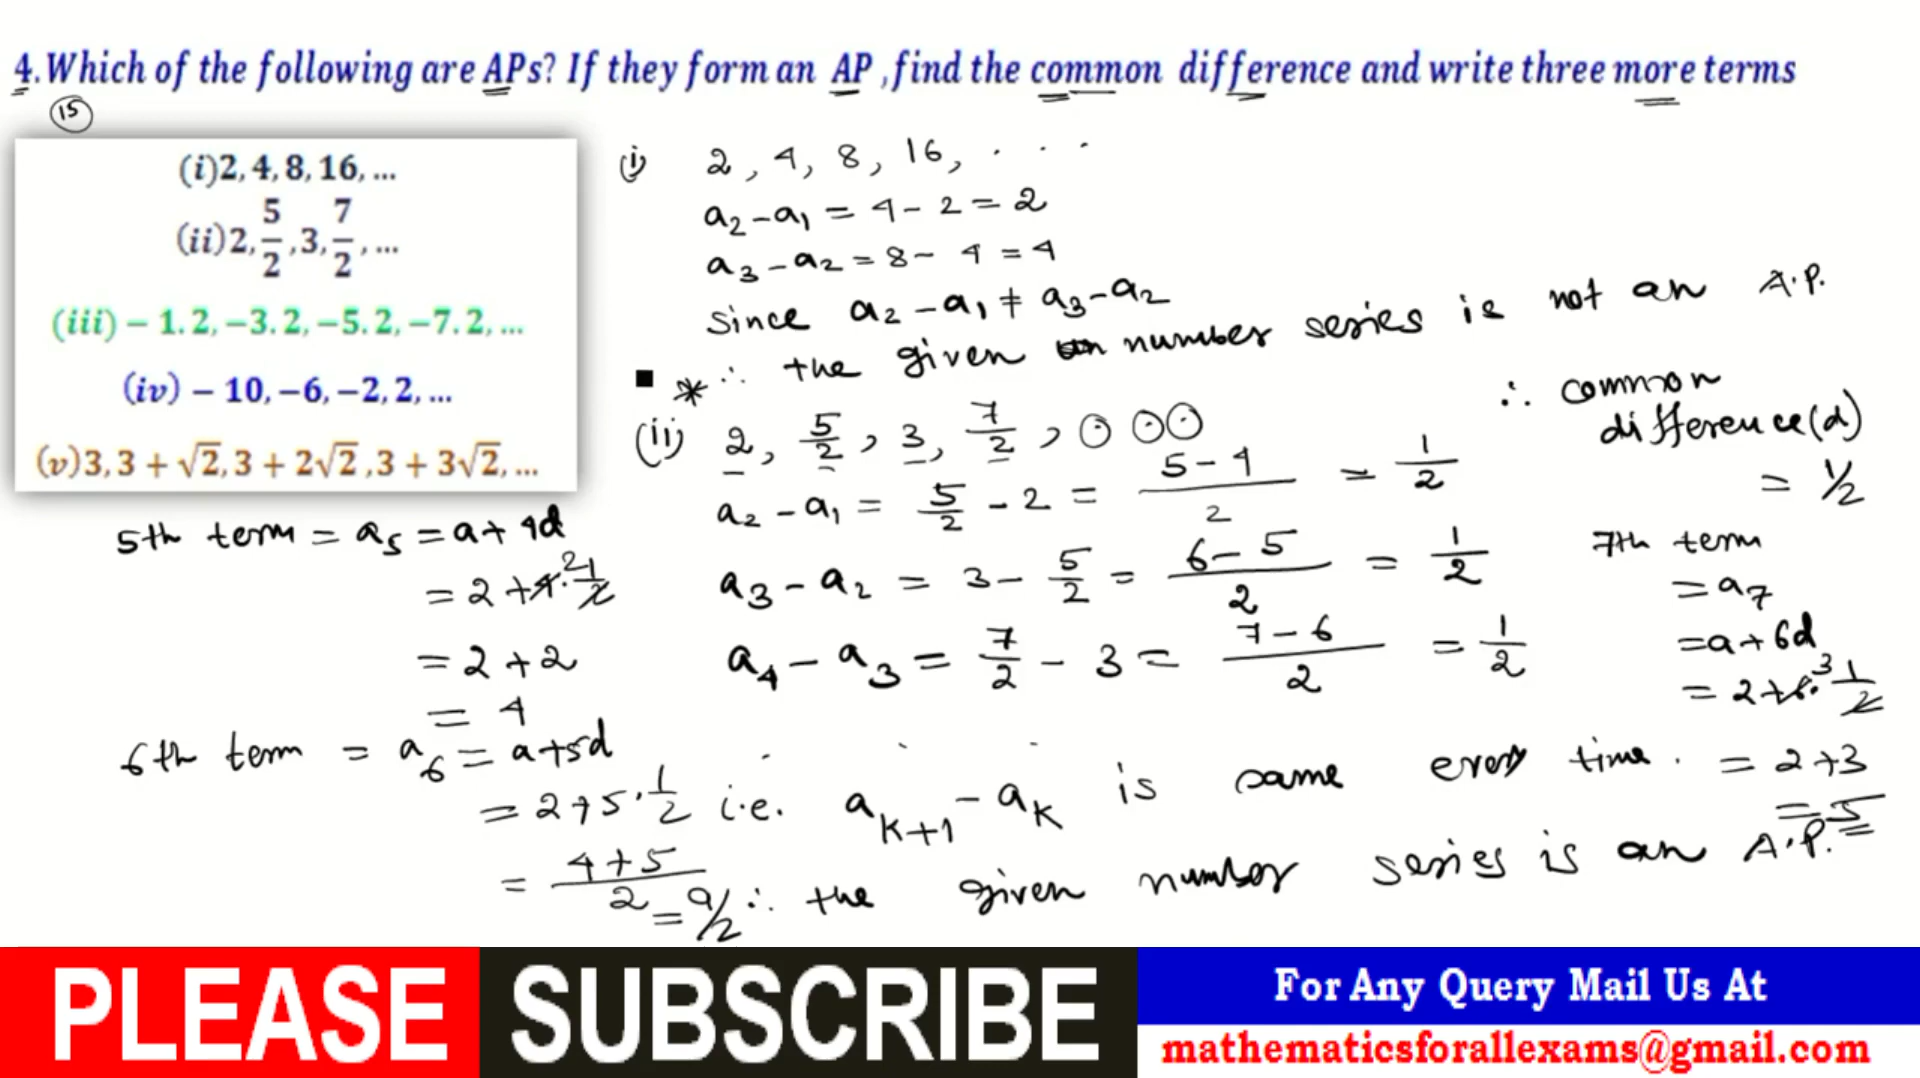 4.Which of the following are APs? If they form an AP ,find the common difference and write three more terms
15
(i)2, 4, 8, 16, ...
(ii)2, 5/2 ,3, 7/2 , ...
(iii) − 1.2, −3.2, −5.2, −7.2, ...
(iv) − 10, −6, −2, 2, ...
(v)3, 3 + √2, 3 + 2√2 ,3 + 3√2, ...
(i) 2, 4, 8, 16, . . .
a₂ - a₁ = 4 - 2 = 2
a₃ - a₂ = 8 - 4 = 4
since a₂ - a₁ ≠ a₃ - a₂
* ∴ the given number series is not an A.P.
(ii) 2, 5/2, 3, 7/2, ⊙ ⊙⊙
a₂ - a₁ = 5/2 - 2 = (5-4)/2 = 1/2
a₃ - a₂ = 3 - 5/2 = (6-5)/2 = 1/2
a₄ - a₃ = 7/2 - 3 = (7-6)/2 = 1/2
i.e. aₖ₊₁ - aₖ is same every time.
∴ the given number series is an A.P.
∴ common
difference(d)
= 1/2
5th term = a₅ = a + 4d
= 2 + 4 2 . 1/2
= 2 + 2
= 4
6th term = a₆ = a+5d
= 2 + 5 . 1/2
= (4+5)/2 = 9/2
7th term
= a₇
= a + 6d
= 2 + 6 3 . 1/2
= 2 + 3
= 5
PLEASE SUBSCRIBE
For Any Query Mail Us At
mathematicsforallexams@gmail.com